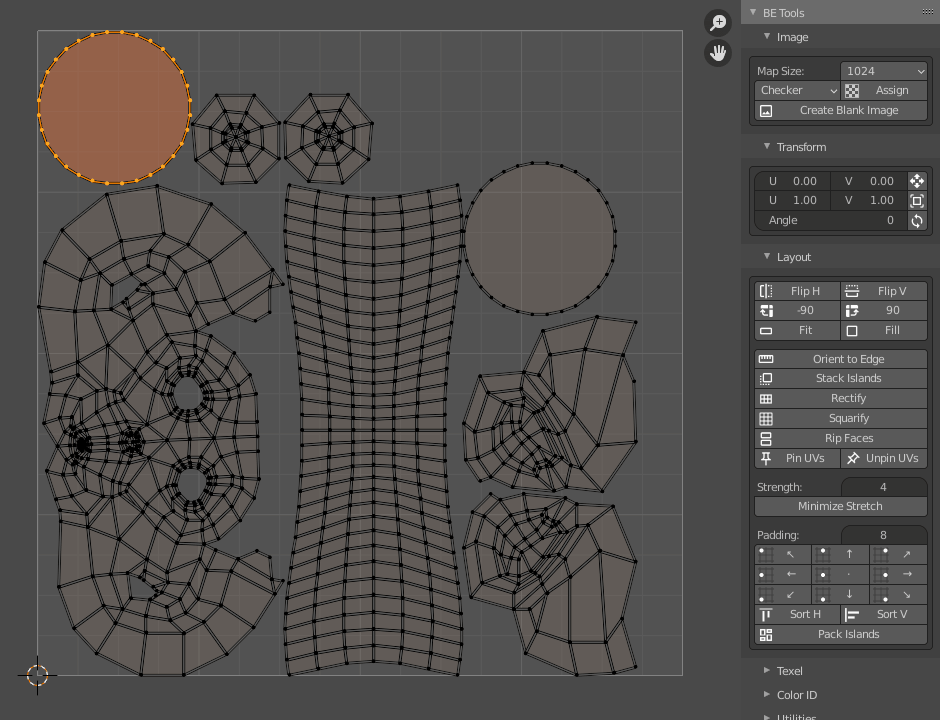 BE Tools
Image
Map Size: 1024
Checker Assign
Create Blank Image
Transform
U 0.00 V 0.00
U 1.00 V 1.00
Angle 0
Layout
Flip H Flip V
-90 90
Fit Fill
Orient to Edge
Stack Islands
Rectify
Squarify
Rip Faces
Pin UVs Unpin UVs
Strength: 4
Minimize Stretch
Padding: 8
↖ ↑ ↗
← · →
↙ ↓ ↘
Sort H Sort V
Pack Islands
Texel
Color ID
Utilities